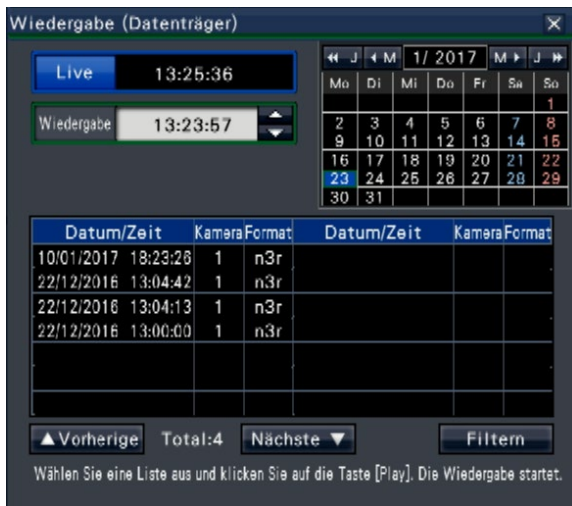 Wiedergabe (Datenträger)
◀◀ J ◀ M 1/ 2017 M ▶ J ▶▶
Live 13:25:36
Mo Di Mi Do Fr Sa So
1
Wiedergabe 13:23:57
2 3 4 5 6 7 8
9 10 11 12 13 14 15
16 17 18 19 20 21 22
23 24 25 26 27 28 29
30 31
Datum/Zeit Kamera Format Datum/Zeit Kamera Format
10/01/2017 18:23:26 1 n3r
22/12/2016 13:04:42 1 n3r
22/12/2016 13:04:13 1 n3r
22/12/2016 13:00:00 1 n3r
▲Vorherige Total:4 Nächste ▼ Filtern
Wählen Sie eine Liste aus und klicken Sie auf die Taste [Play]. Die Wiedergabe startet.